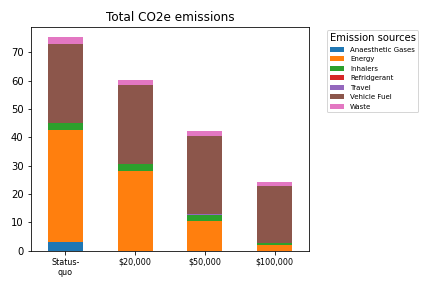 Total CO2e emissions
70
60
50
40
30
20
10
0
Status-
quo
$20,000
$50,000
$100,000
Emission sources
Anaesthetic Gases
Energy
Inhalers
Refridgerant
Travel
Vehicle Fuel
Waste